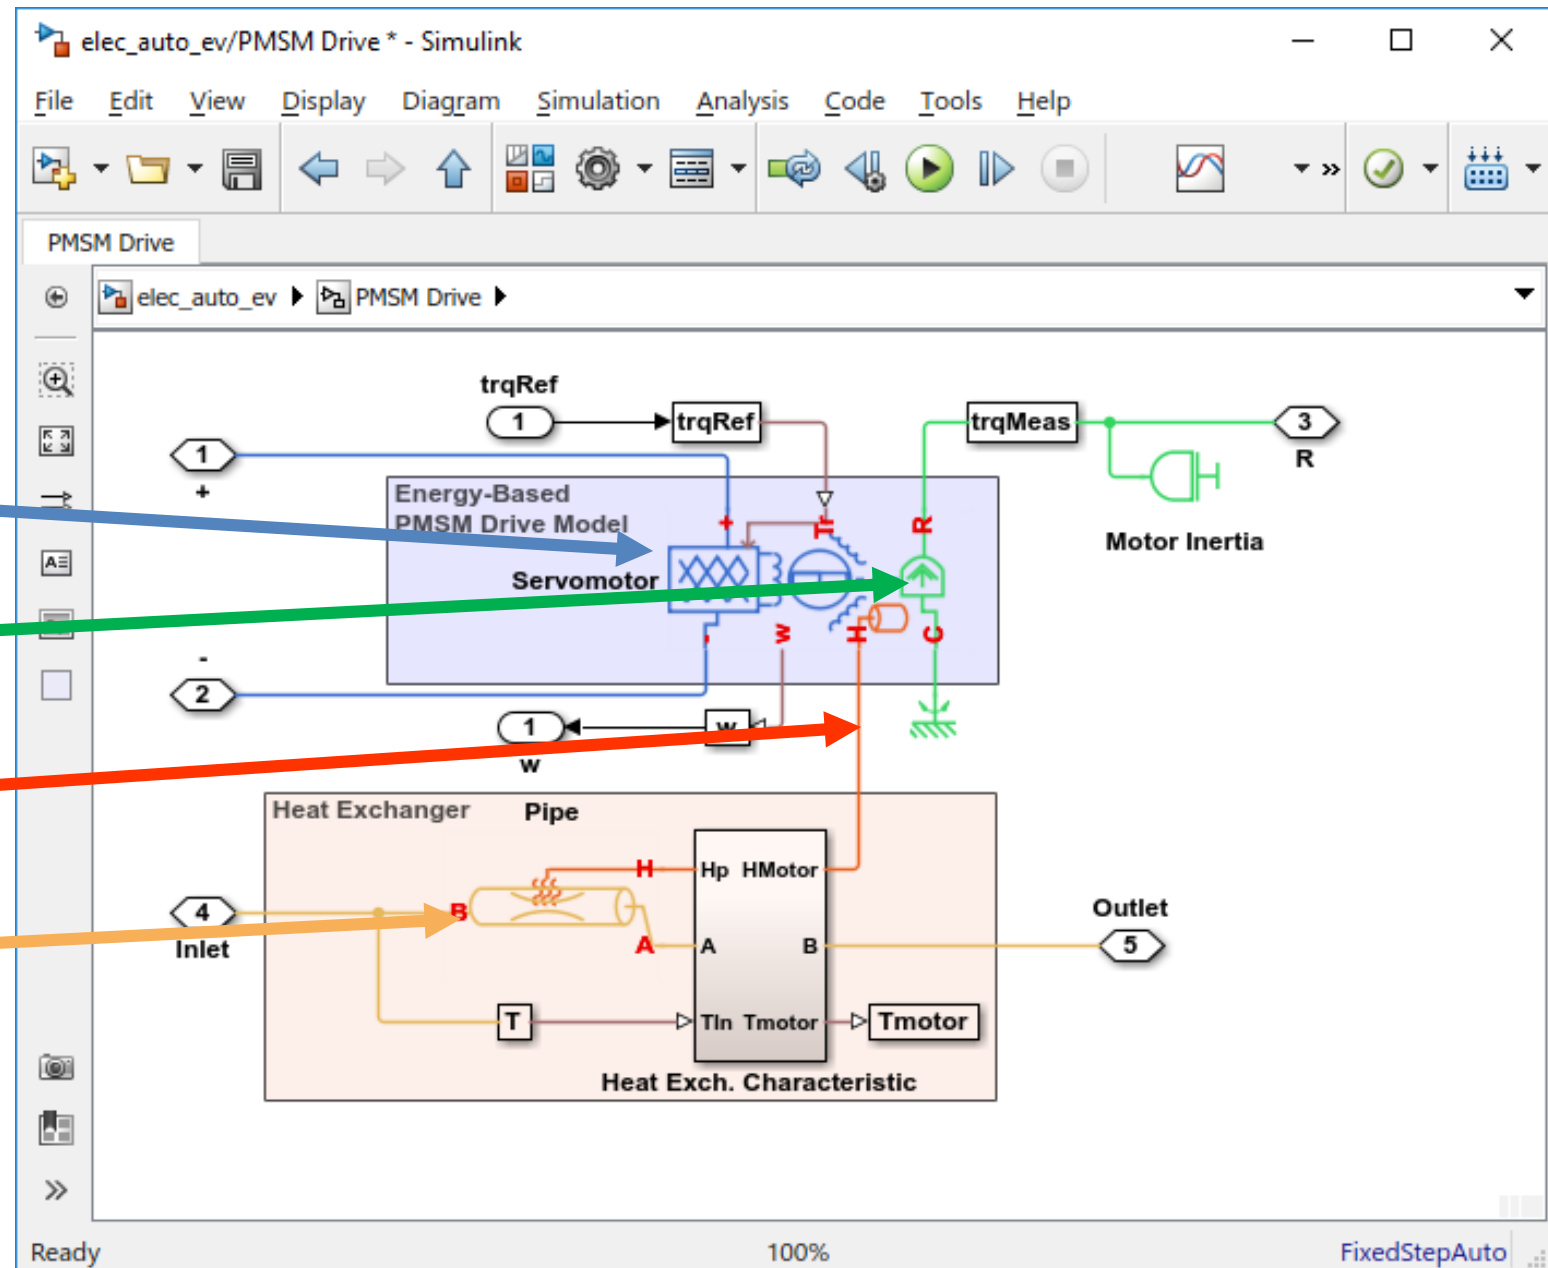 elec_auto_ev/PMSM Drive * - Simulink
File Edit View Display Diagram Simulation Analysis Code Tools Help
PMSM Drive
elec_auto_ev PMSM Drive
trqRef
1
trqRef
trqMeas
3
R
1
+
Energy-Based
PMSM Drive Model
+
Tr
R
Motor Inertia
Servomotor
-
w
H
C
-
2
1
w
w
Heat Exchanger
Pipe
H
Hp HMotor
4
B
Inlet
A
A
B
Outlet
5
T
TIn Tmotor
Tmotor
Heat Exch. Characteristic
Ready
100%
FixedStepAuto